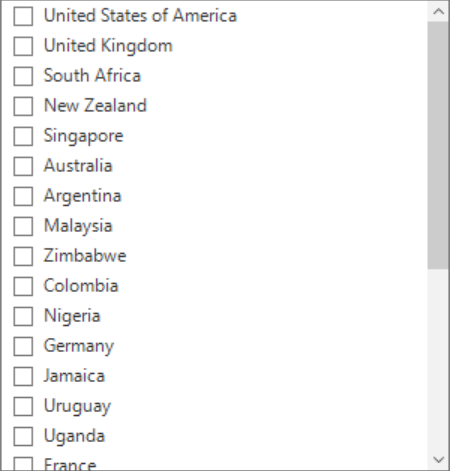 United States of America
United Kingdom
South Africa
New Zealand
Singapore
Australia
Argentina
Malaysia
Zimbabwe
Colombia
Nigeria
Germany
Jamaica
Uruguay
Uganda
France